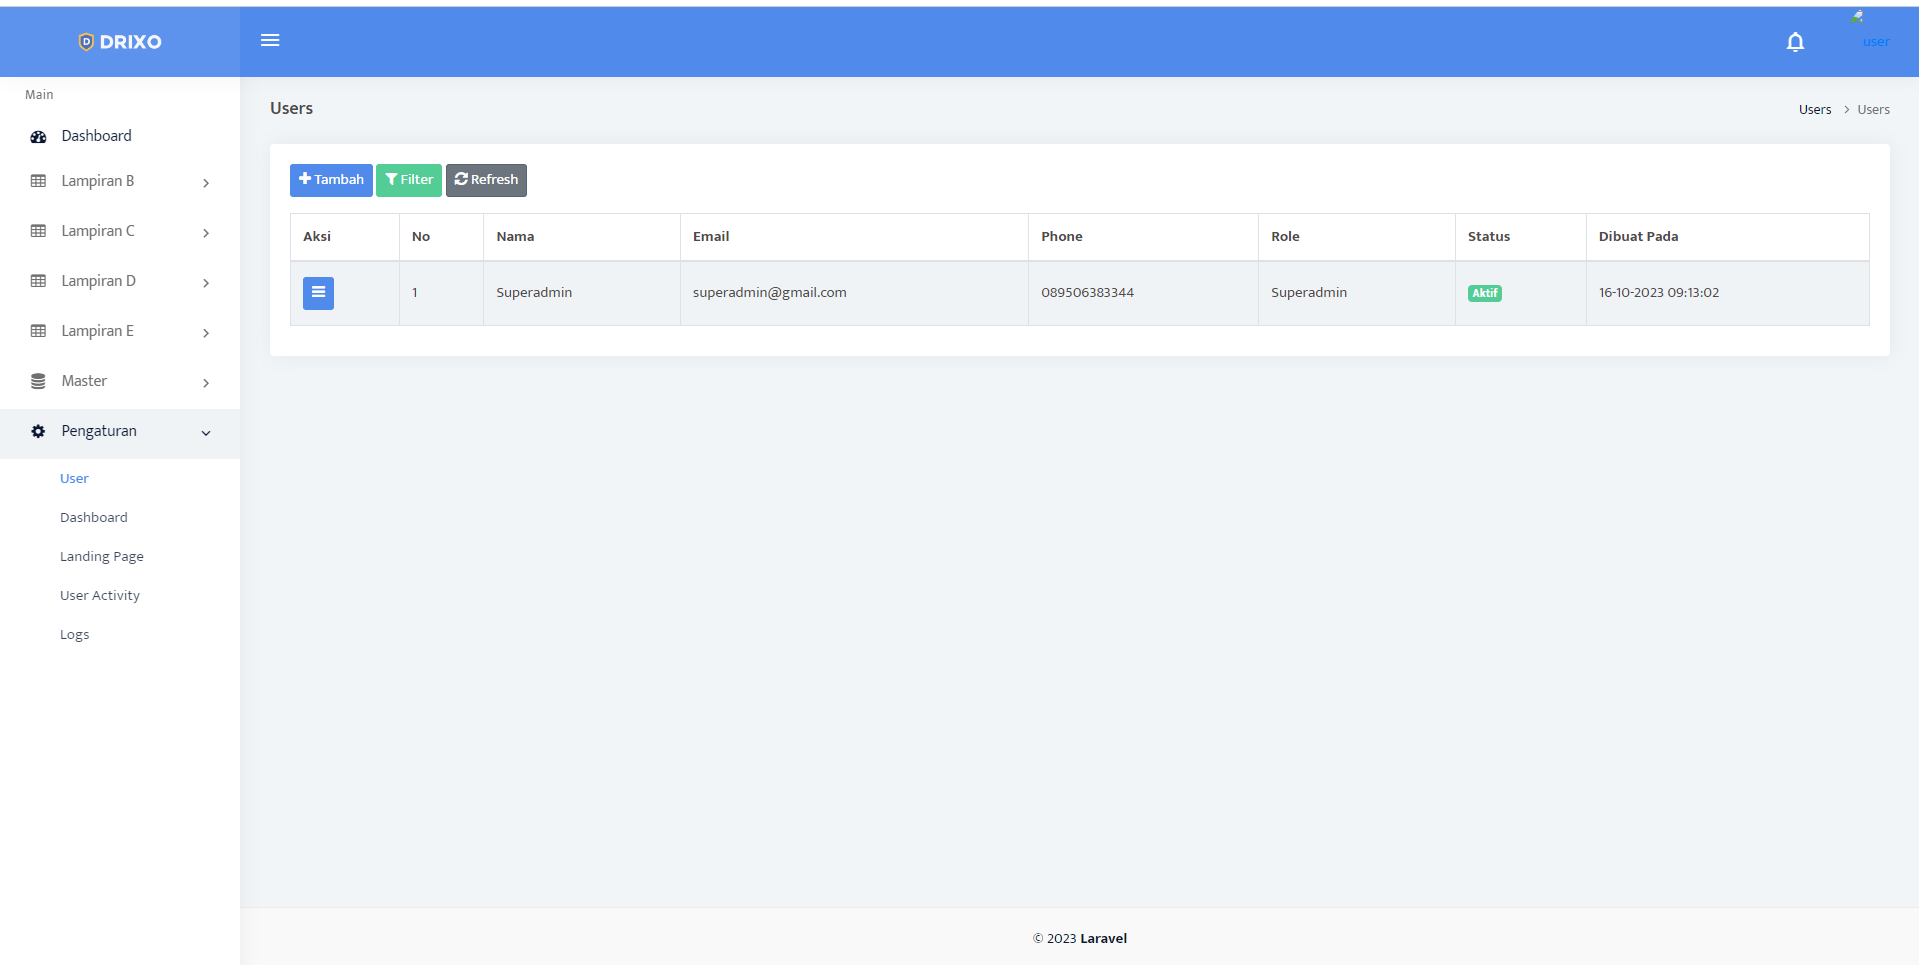 DRIXO
user
Main
Dashboard
Lampiran B
Lampiran C
Lampiran D
Lampiran E
Master
Pengaturan
User
Dashboard
Landing Page
User Activity
Logs
Users
Users > Users
Tambah Filter Refresh
Aksi No Nama Email Phone Role Status Dibuat Pada
1 Superadmin superadmin@gmail.com 089506383344 Superadmin Aktif 16-10-2023 09:13:02
© 2023 Laravel